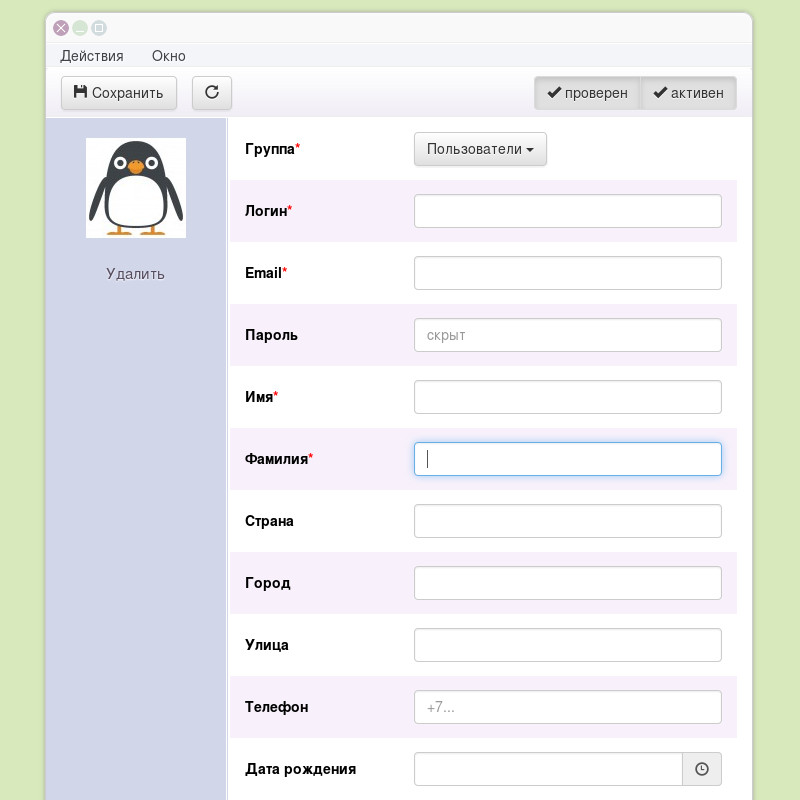 Действия Окно
Сохранить проверен активен
Удалить
Группа* Пользователи
Логин*
Email*
Пароль скрыт
Имя*
Фамилия*
Страна
Город
Улица
Телефон +7...
Дата рождения